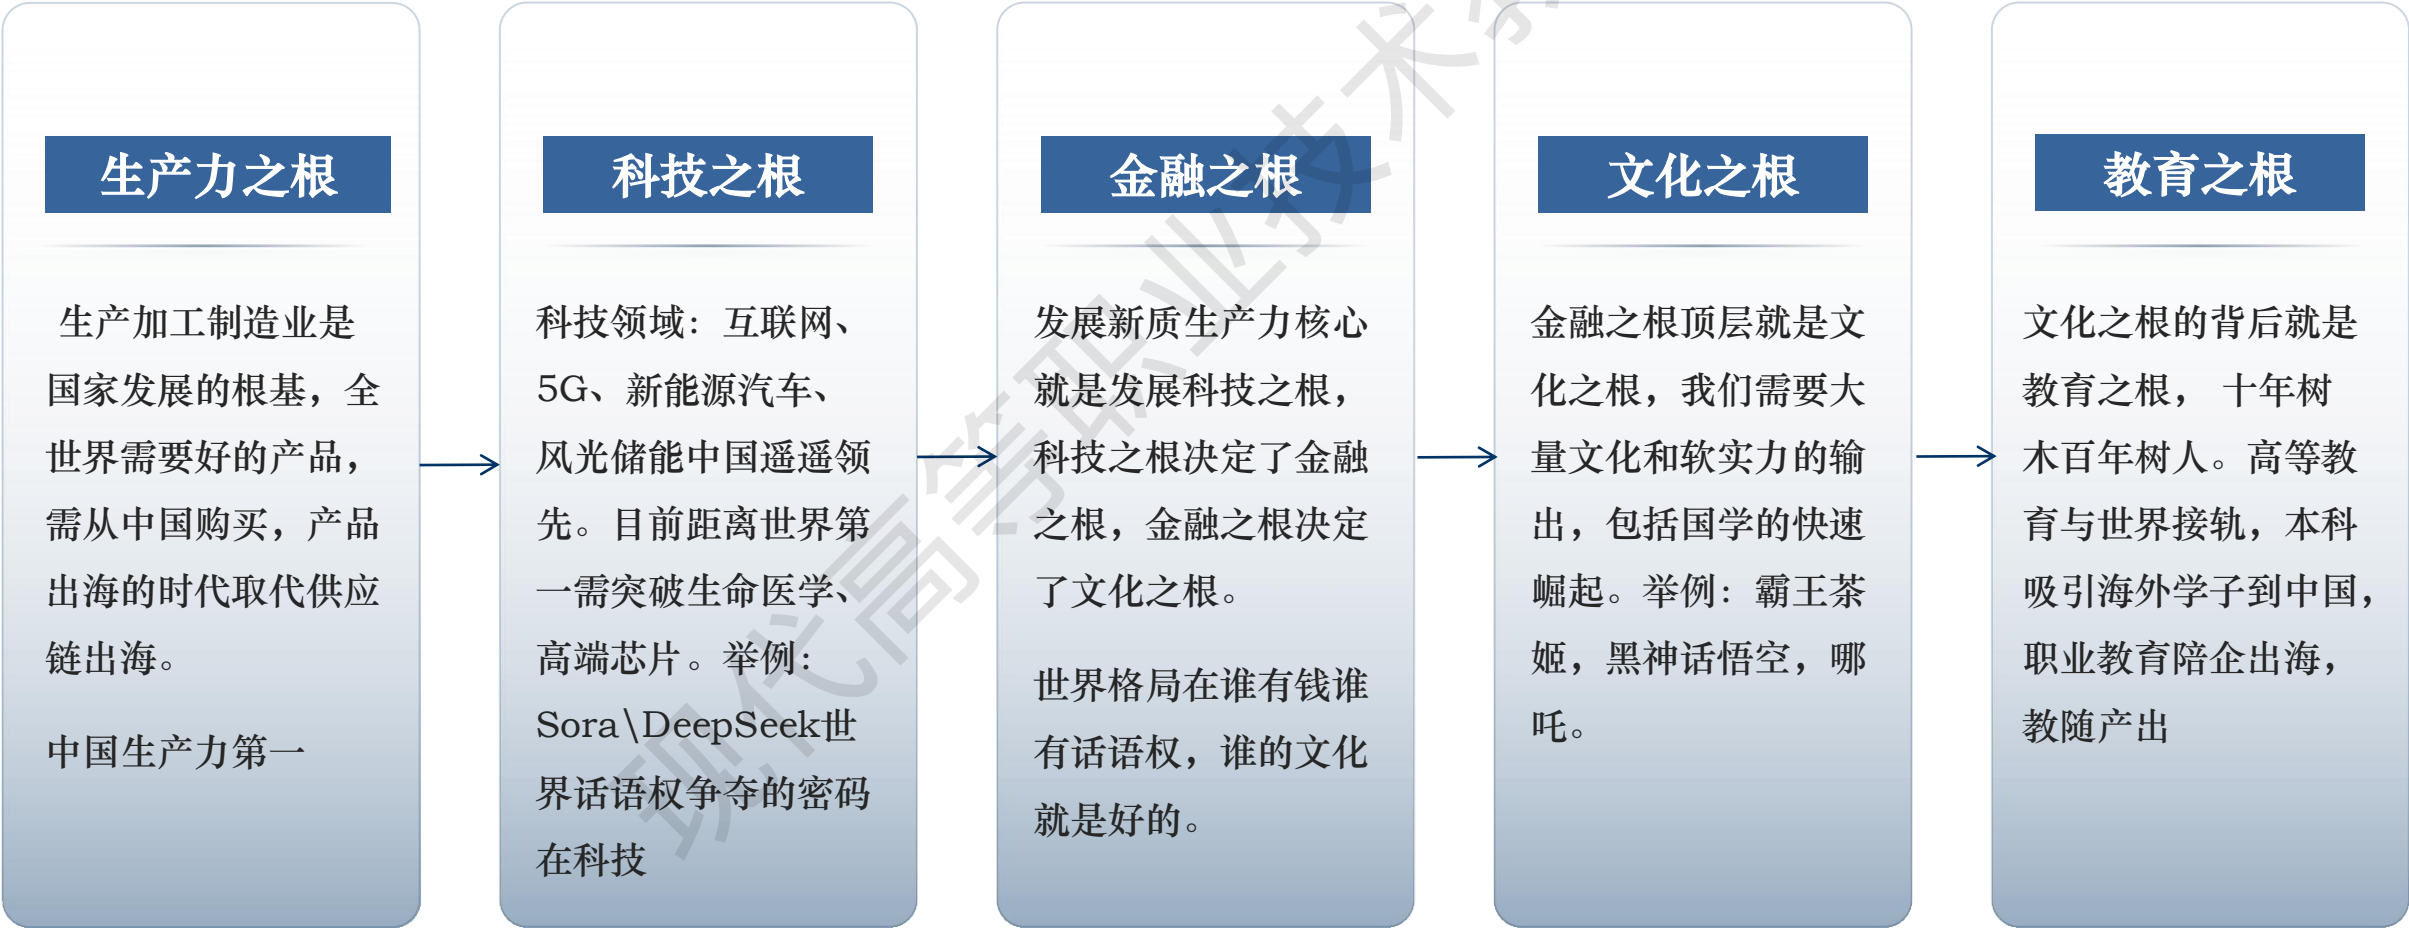 生产力之根
生产加工制造业是
国家发展的根基，全
世界需要好的产品，
需从中国购买，产品
出海的时代取代供应
链出海。
中国生产力第一
科技之根
科技领域：互联网、
5G、新能源汽车、
风光储能中国遥遥领
先。目前距离世界第
一需突破生命医学、
高端芯片。举例：
Sora\DeepSeek世
界话语权争夺的密码
在科技
金融之根
发展新质生产力核心
就是发展科技之根，
科技之根决定了金融
之根，金融之根决定
了文化之根。
世界格局在谁有钱谁
有话语权，谁的文化
就是好的。
文化之根
金融之根顶层就是文
化之根，我们需要大
量文化和软实力的输
出，包括国学的快速
崛起。举例：霸王茶
姬，黑神话悟空，哪
吒。
教育之根
文化之根的背后就是
教育之根， 十年树
木百年树人。高等教
育与世界接轨，本科
吸引海外学子到中国，
职业教育陪企出海，
教随产出
现代高等职业技术教